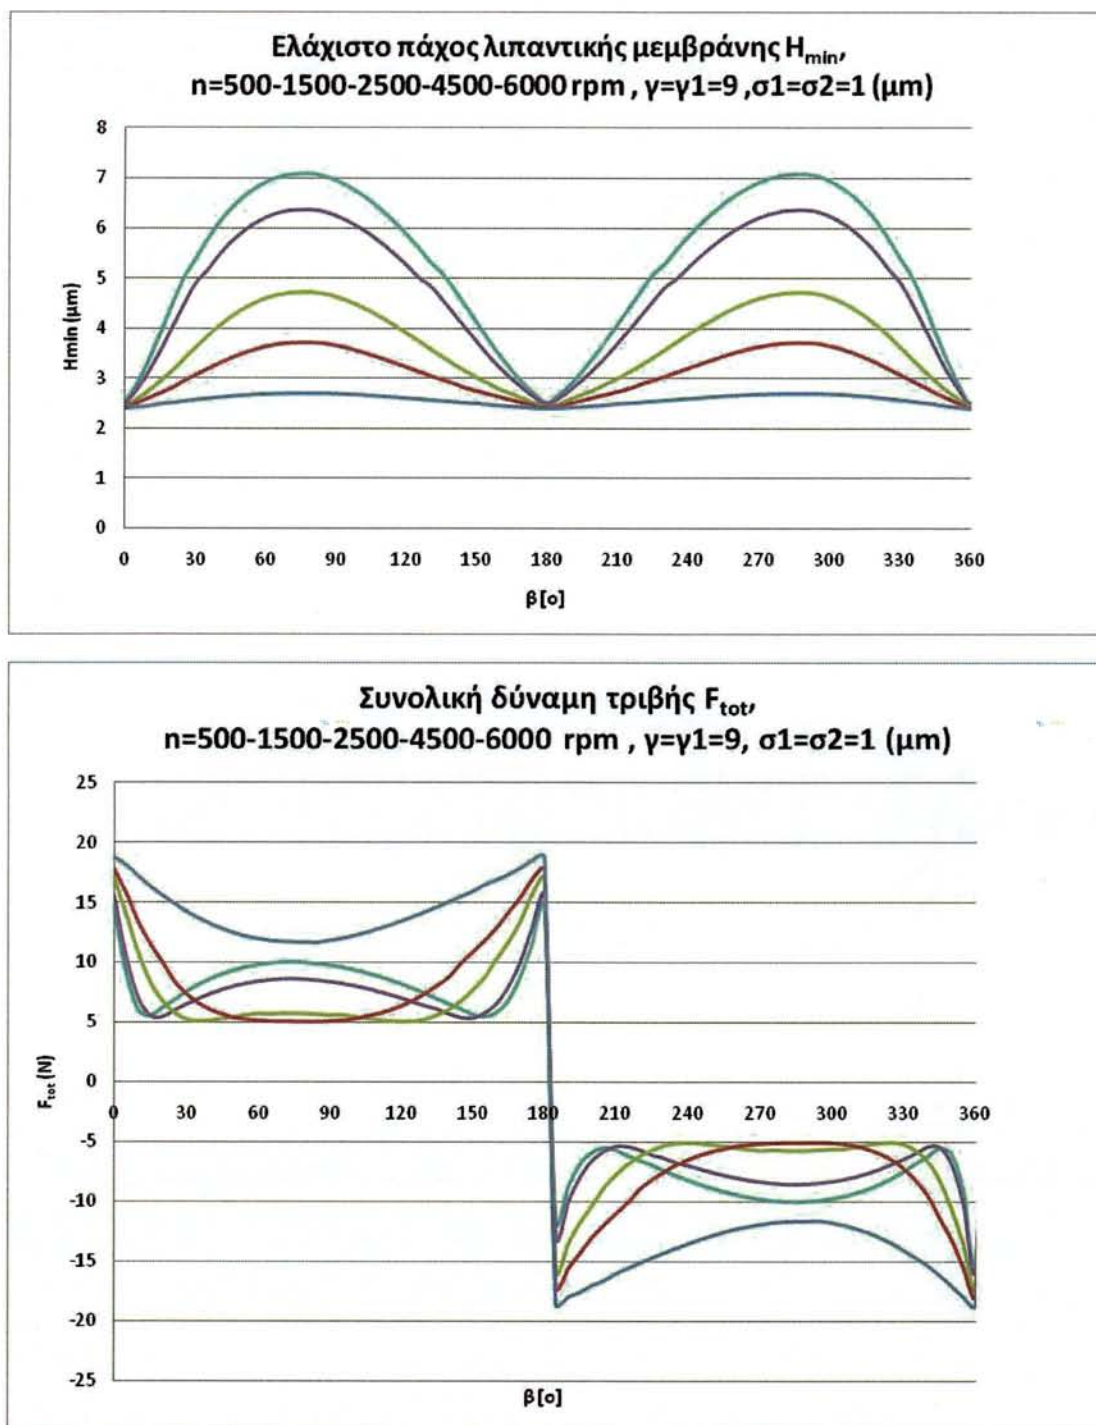 Ελάχιστο πάχος λιπαντικής μεμβράνης Hmin,
n=500-1500-2500-4500-6000 rpm , γ=γ1=9 ,σ1=σ2=1 (μm)
8
7
6
5
4
3
2
1
0
Hmin (μm)
0 30 60 90 120 150 180 210 240 270 300 330 360
β [ο]
Συνολική δύναμη τριβής Ftot,
n=500-1500-2500-4500-6000 rpm , γ=γ1=9, σ1=σ2=1 (μm)
25
20
15
10
5
0
-5
-10
-15
-20
-25
Ftot (N)
0 30 60 90 120 150 180 210 240 270 300 330 360
β [ο]